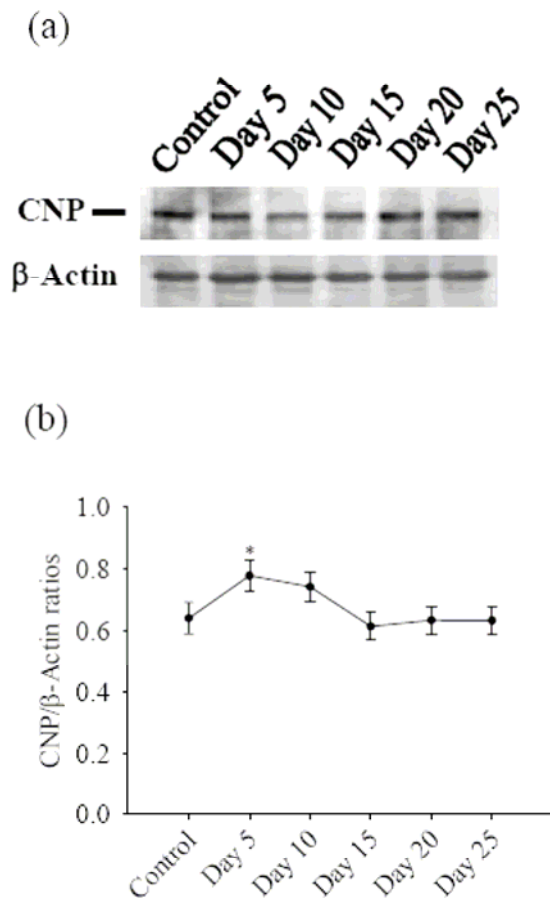 (a)
Control Day 5 Day 10 Day 15 Day 20 Day 25
CNP
β-Actin
(b)
CNP/β-Actin ratios
1.0
0.8
0.6
0.4
0.2
0.0
*
Control Day 5 Day 10 Day 15 Day 20 Day 25